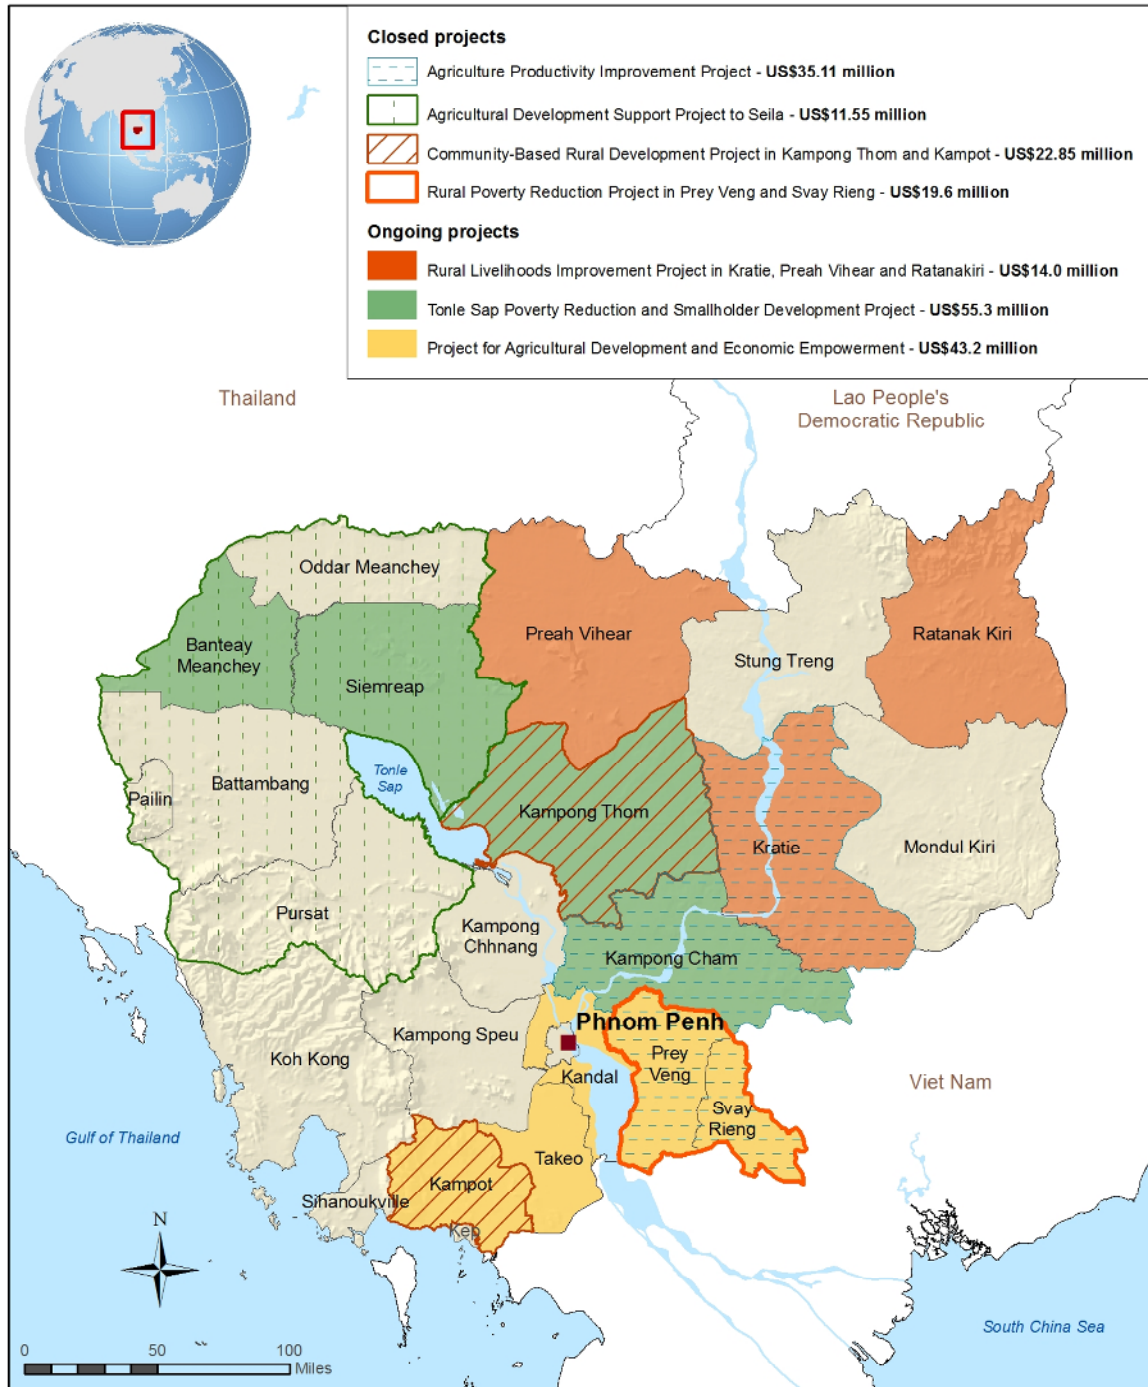 Closed projects
Agriculture Productivity Improvement Project - US$35.11 million
Agricultural Development Support Project to Seila - US$11.55 million
Community-Based Rural Development Project in Kampong Thom and Kampot - US$22.85 million
Rural Poverty Reduction Project in Prey Veng and Svay Rieng - US$19.6 million
Ongoing projects
Rural Livelihoods Improvement Project in Kratie, Preah Vihear and Ratanakiri - US$14.0 million
Tonle Sap Poverty Reduction and Smallholder Development Project - US$55.3 million
Project for Agricultural Development and Economic Empowerment - US$43.2 million
Thailand
Lao People's
Democratic Republic
Oddar Meanchey
Banteay
Meanchey
Siemreap
Preah Vihear
Stung Treng
Ratanak Kiri
Battambang
Pailin
Tonle
Sap
Kampong Thom
Kratie
Mondul Kiri
Pursat
Kampong
Chhnang
Kampong Cham
Kampong Speu
Phnom Penh
Koh Kong
Kandal
Prey
Veng
Svay
Rieng
Viet Nam
Gulf of Thailand
Takeo
Kampot
Sihanoukville
Kep
N
South China Sea
0 50 100
Miles